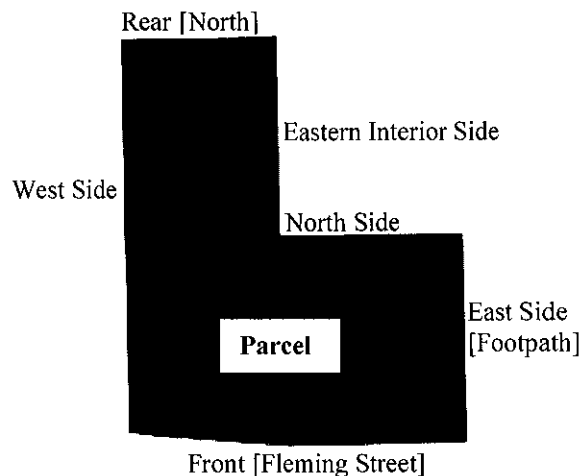 Rear [North]
Eastern Interior Side
West Side
North Side
East Side
[Footpath]
Parcel
Front [Fleming Street]